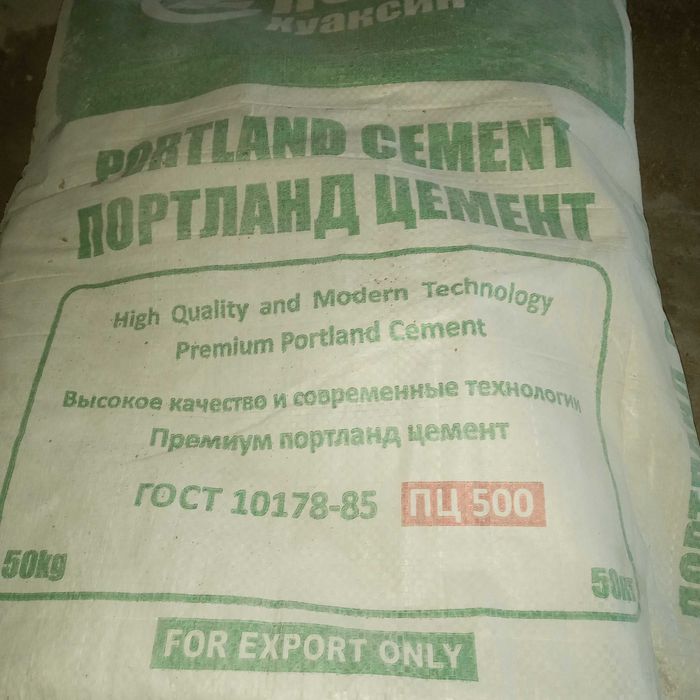 Хуаксин
PORTLAND CEMENT
ПОРТЛАНД ЦЕМЕНТ
High Quality and Modern Technology
Premium Portland Cement
Высокое качество и современные технологии
Премиум портланд цемент
ГОСТ 10178-85 ПЦ 500
50kg
FOR EXPORT ONLY